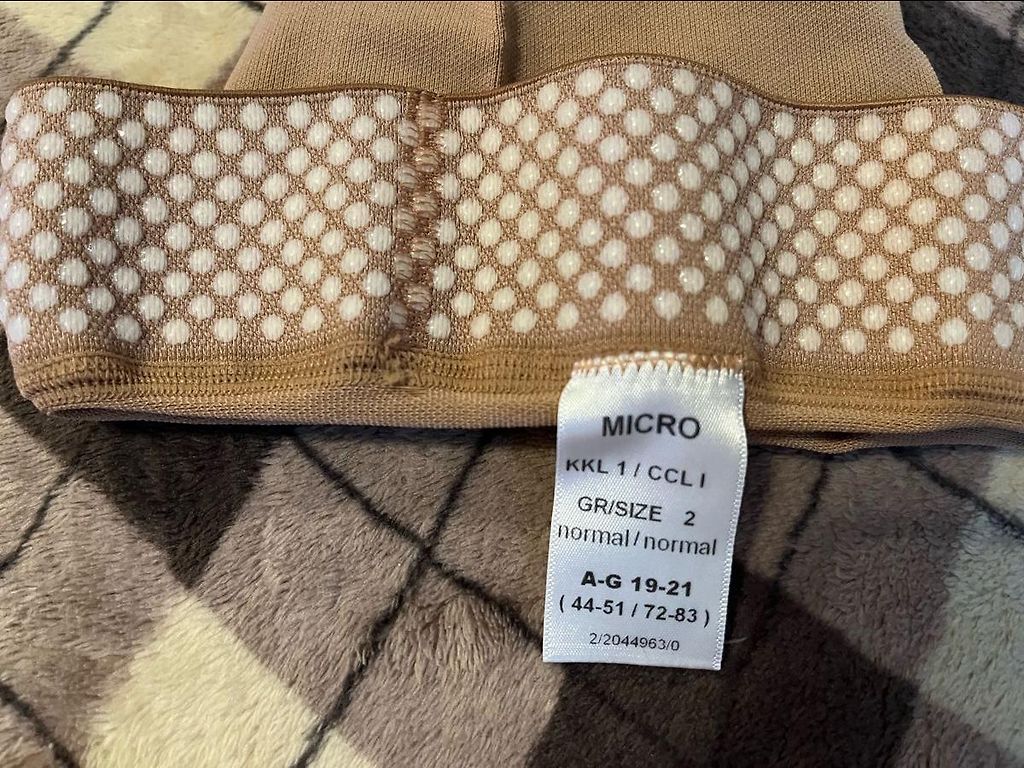 MICRO
KKL 1 / CCL I
GR/SIZE 2
normal/normal
A-G 19-21
( 44-51 / 72-83 )
2/2044963/0